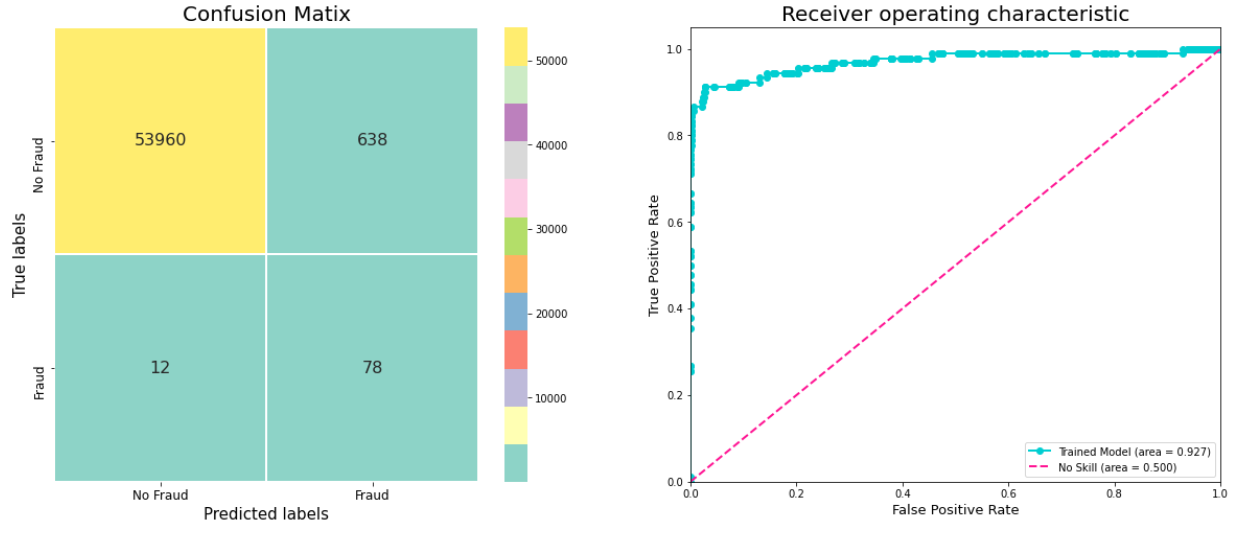 Confusion Matix
53960
638
12
78
No Fraud
Fraud
True labels
No Fraud
Fraud
Predicted labels
50000
40000
30000
20000
10000
Receiver operating characteristic
1.0
0.8
0.6
0.4
0.2
0.0
True Positive Rate
0.0
0.2
0.4
0.6
0.8
1.0
False Positive Rate
Trained Model (area = 0.927)
No Skill (area = 0.500)